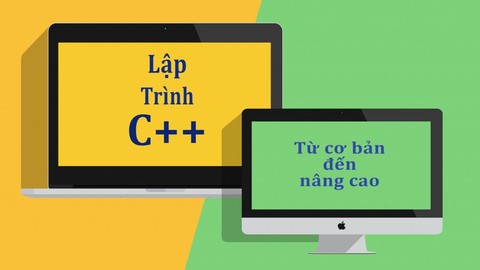 Lập
Trình
C++
Từ cơ bản
đến
nâng cao